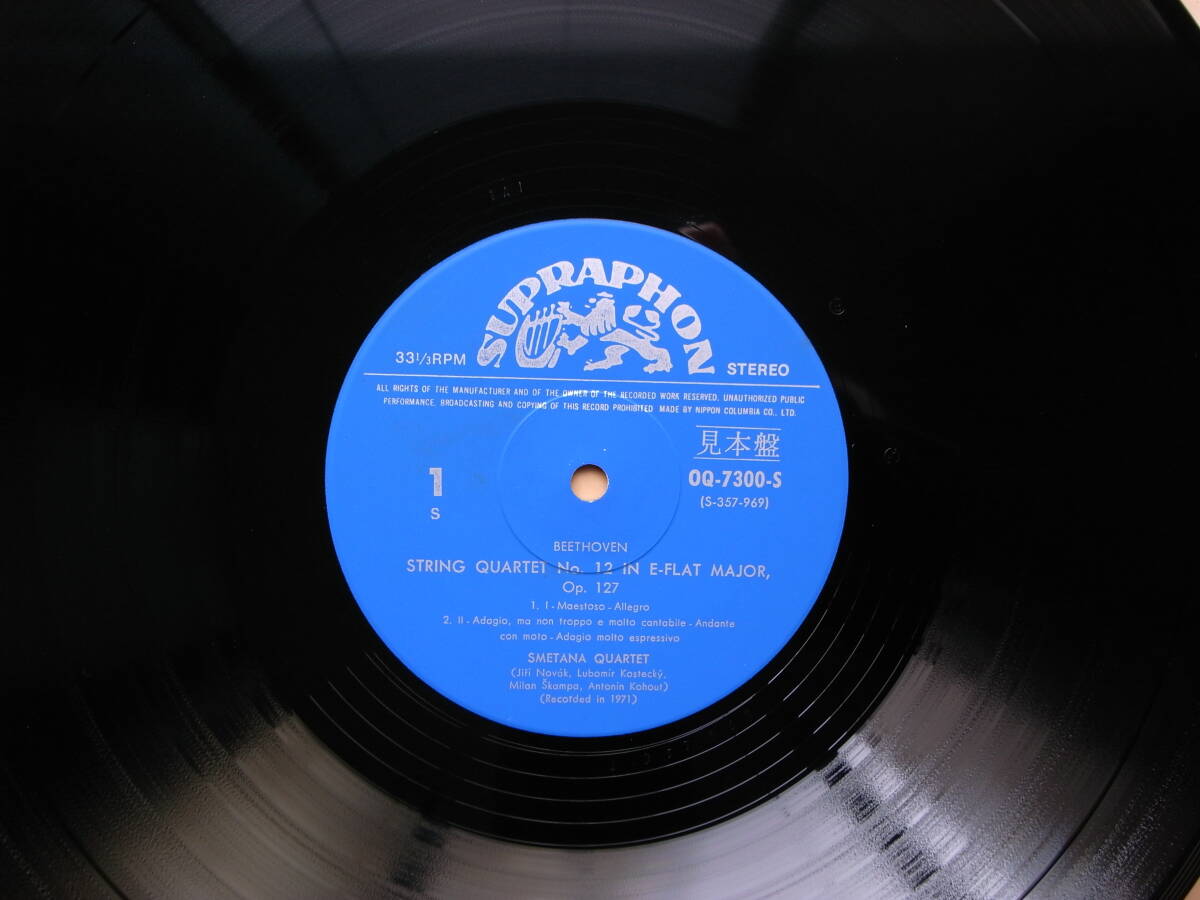 SUPRAPHON
33 1/3 RPM
STEREO
ALL RIGHTS OF THE MANUFACTURER AND OF THE OWNER OF THE RECORDED WORK RESERVED. UNAUTHORIZED PUBLIC
PERFORMANCE, BROADCASTING AND COPYING OF THIS RECORD PROHIBITED MADE BY NIPPON COLUMBIA CO., LTD.
見本盤
1
OQ-7300-S
S
(S-357-969)
BEETHOVEN
STRING QUARTET No. 12 IN E-FLAT MAJOR,
Op. 127
1. I - Maestoso - Allegro
2. II - Adagio, ma non troppo e molto cantabile - Andante
con moto - Adagio molto espressivo
SMETANA QUARTET
(Jiří Novák, Lubomír Kostecký,
Milan Škampa, Antonín Kohout)
(Recorded in 1971)